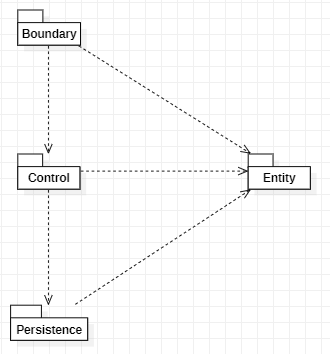 Boundary
Control
Entity
Persistence